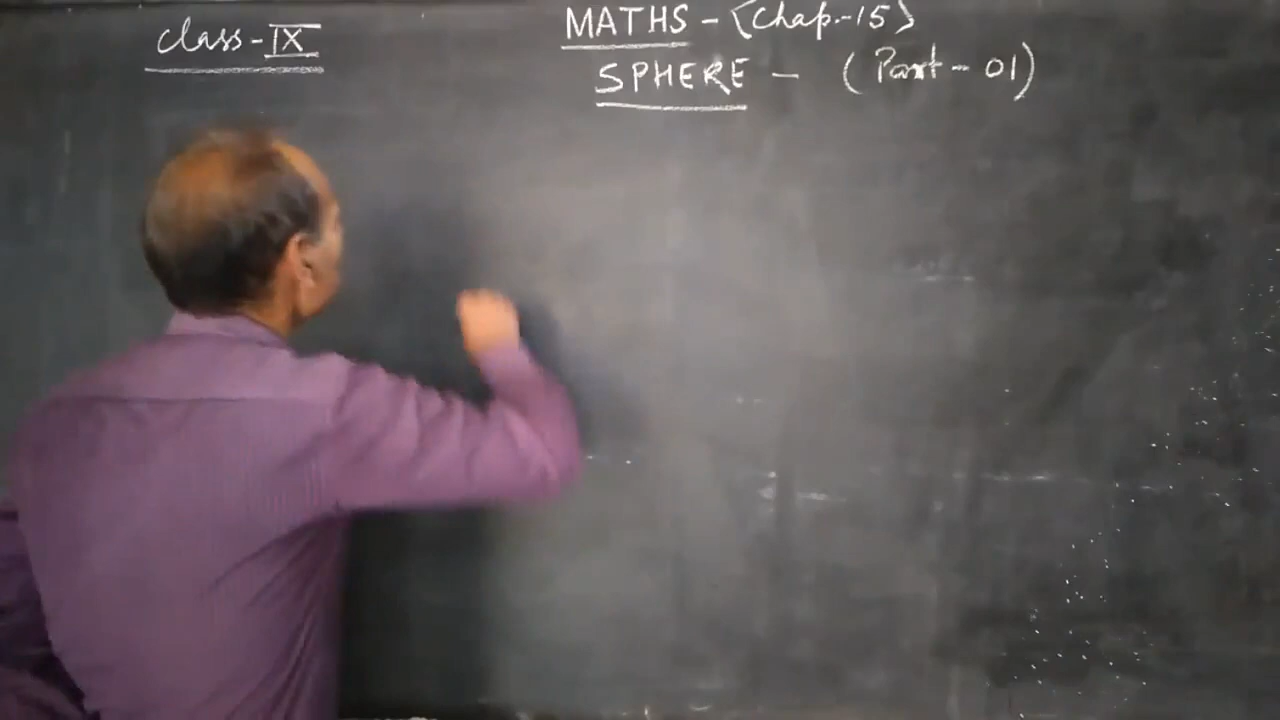 Class-IX
MATHS - {Chap.-15}
SPHERE - (Part-01)